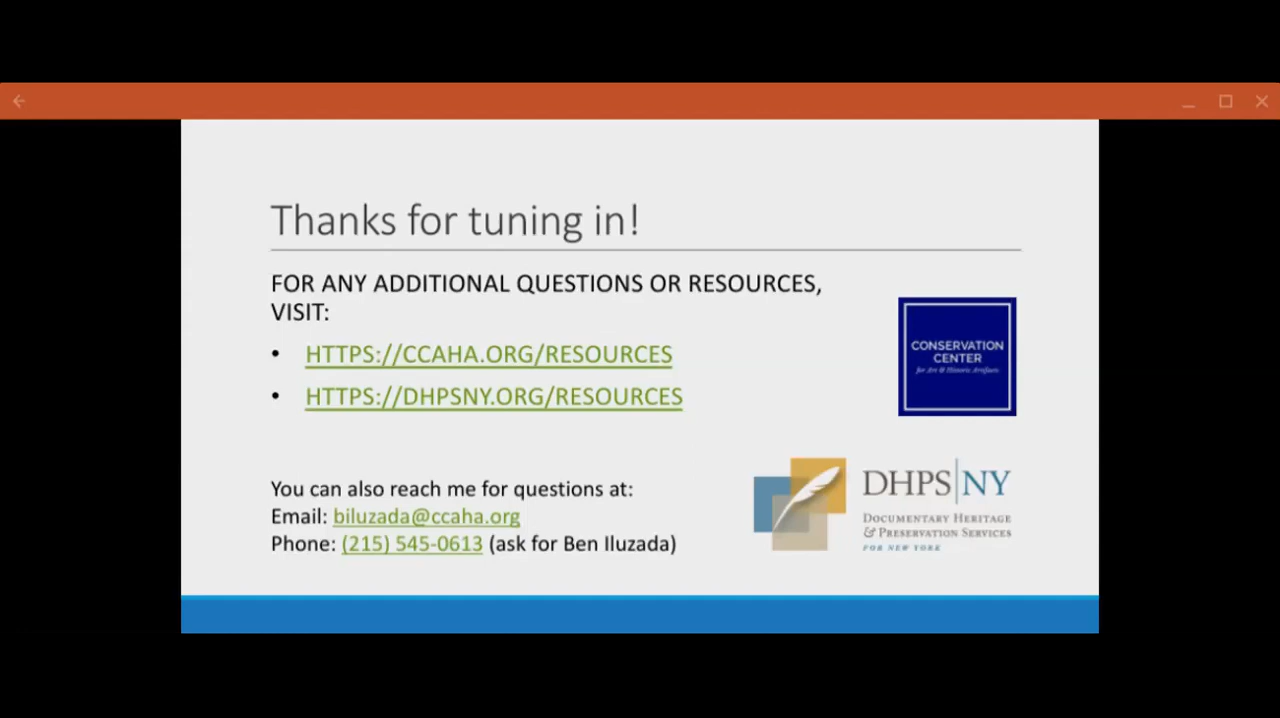 Thanks for tuning in!
FOR ANY ADDITIONAL QUESTIONS OR RESOURCES,
VISIT:
• HTTPS://CCAHA.ORG/RESOURCES
• HTTPS://DHPSNY.ORG/RESOURCES
CONSERVATION
CENTER
for Art & Historic Artifacts
You can also reach me for questions at:
Email: biluzada@ccaha.org
Phone: (215) 545-0613 (ask for Ben Iluzada)
DHPS|NY
DOCUMENTARY HERITAGE
& PRESERVATION SERVICES
FOR NEW YORK